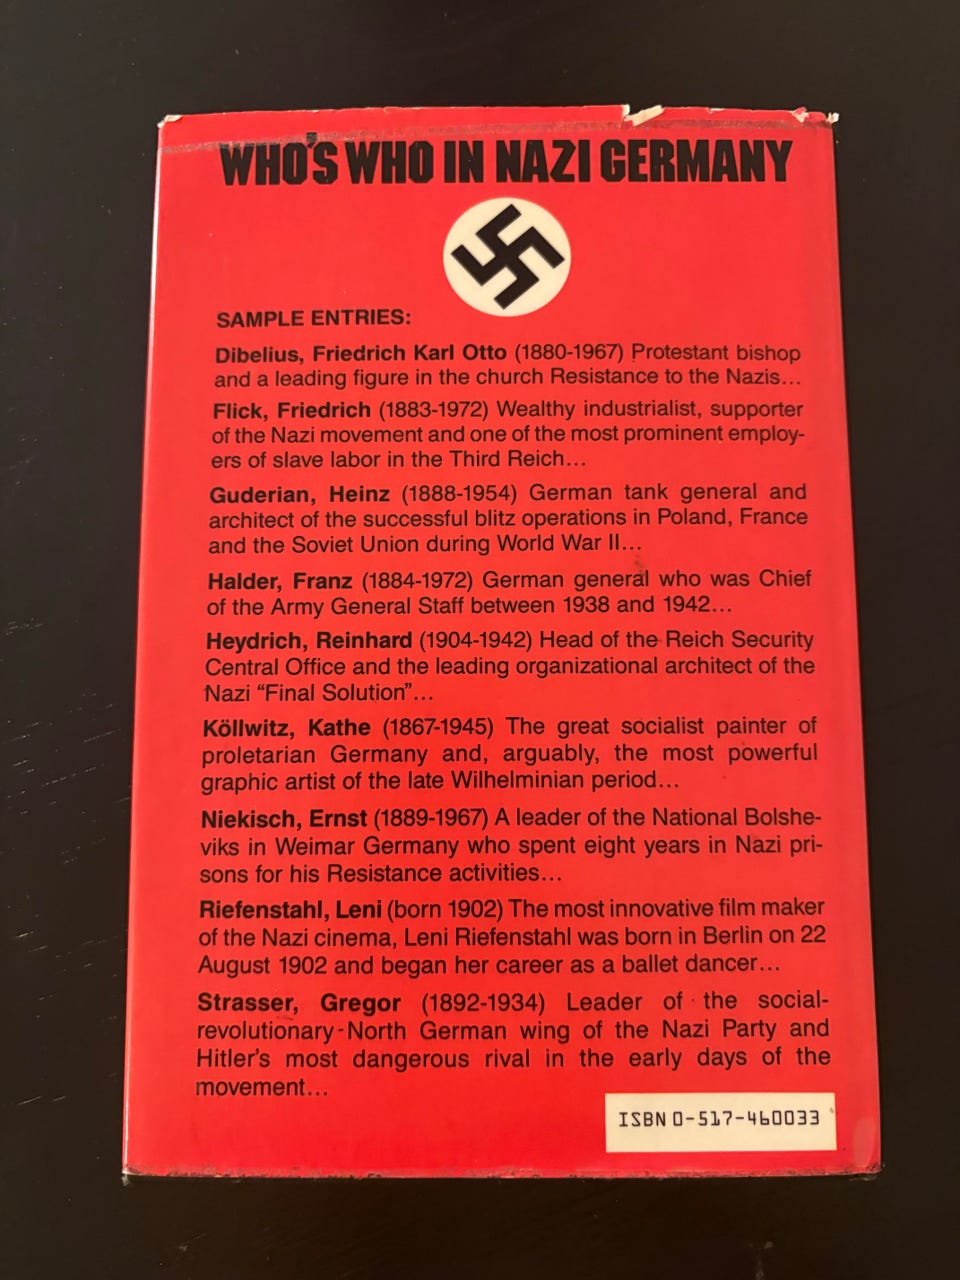 WHO'S WHO IN NAZI GERMANY
SAMPLE ENTRIES:
Dibelius, Friedrich Karl Otto (1880-1967) Protestant bishop
and a leading figure in the church Resistance to the Nazis...
Flick, Friedrich (1883-1972) Wealthy industrialist, supporter
of the Nazi movement and one of the most prominent employ-
ers of slave labor in the Third Reich...
Guderian, Heinz (1888-1954) German tank general and
architect of the successful blitz operations in Poland, France
and the Soviet Union during World War II...
Halder, Franz (1884-1972) German general who was Chief
of the Army General Staff between 1938 and 1942...
Heydrich, Reinhard (1904-1942) Head of the Reich Security
Central Office and the leading organizational architect of the
Nazi “Final Solution”...
Köllwitz, Kathe (1867-1945) The great socialist painter of
proletarian Germany and, arguably, the most powerful
graphic artist of the late Wilhelminian period...
Niekisch, Ernst (1889-1967) A leader of the National Bolshe-
viks in Weimar Germany who spent eight years in Nazi pri-
sons for his Resistance activities...
Riefenstahl, Leni (born 1902) The most innovative film maker
of the Nazi cinema, Leni Riefenstahl was born in Berlin on 22
August 1902 and began her career as a ballet dancer...
Strasser, Gregor (1892-1934) Leader of the social-
revolutionary-North German wing of the Nazi Party and
Hitler's most dangerous rival in the early days of the
movement...
ISBN 0-517-460033